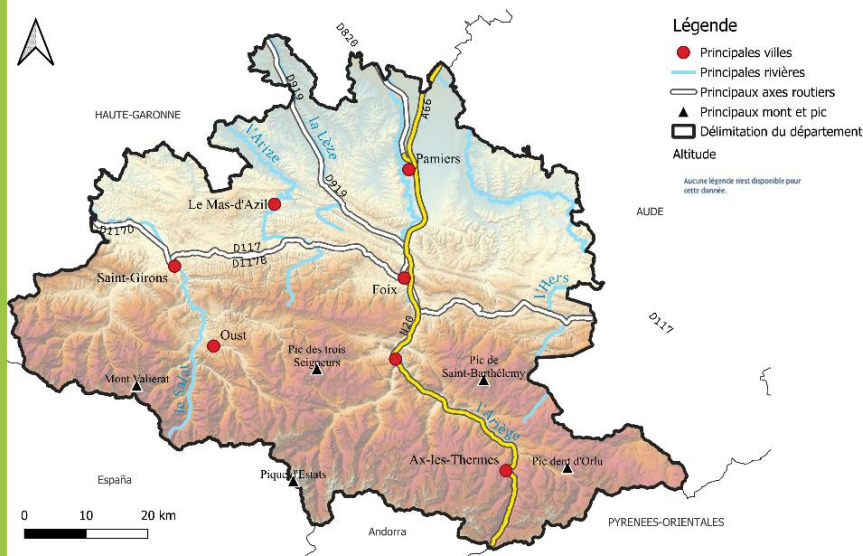 D820
D919
A66
HAUTE-GARONNE
l'Arize
la Lèze
Pamiers
D919
Le Mas-d'Azil
AUDE
D217D
D117
D117B
Saint-Girons
Foix
l'Hers
D117
N20
Oust
Pic des trois
Seigneurs
Pic de
Saint-Barthélemy
Mont Valierat
le Salat
l'Ariège
Ax-les-Thermes
Pic dent d'Orlu
Pique d'Estats
España
Andorra
PYRENEES-ORIENTALES
0 10 20 km
Légende
Principales villes
Principales rivières
Principaux axes routiers
Principaux mont et pic
Délimitation du département
Altitude
Aucune légende n'est disponible pour
cette donnée.